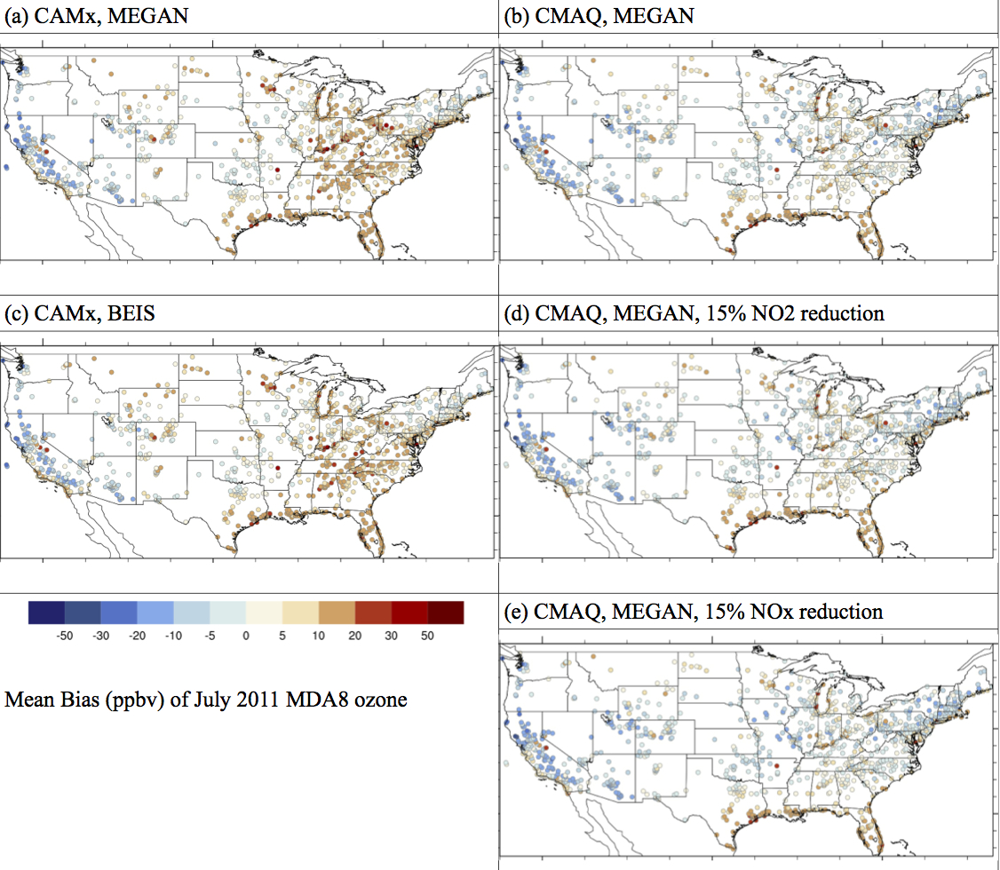 (a) CAMx, MEGAN
(b) CMAQ, MEGAN
(c) CAMx, BEIS
(d) CMAQ, MEGAN, 15% NO2 reduction
-50 -30 -20 -10 -5 0 5 10 20 30 50
Mean Bias (ppbv) of July 2011 MDA8 ozone
(e) CMAQ, MEGAN, 15% NOx reduction